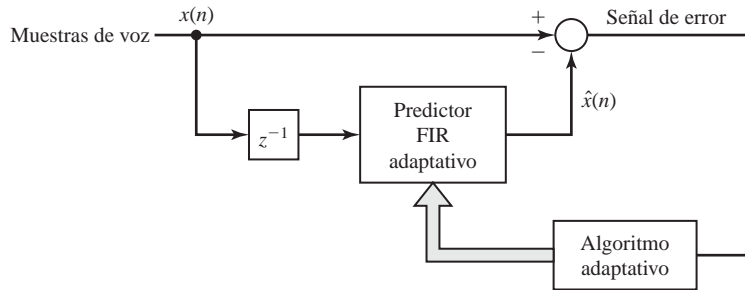 x(n)
Muestras de voz
+
−
Señal de error
x̂(n)
z⁻¹
Predictor
FIR
adaptativo
Algoritmo
adaptativo